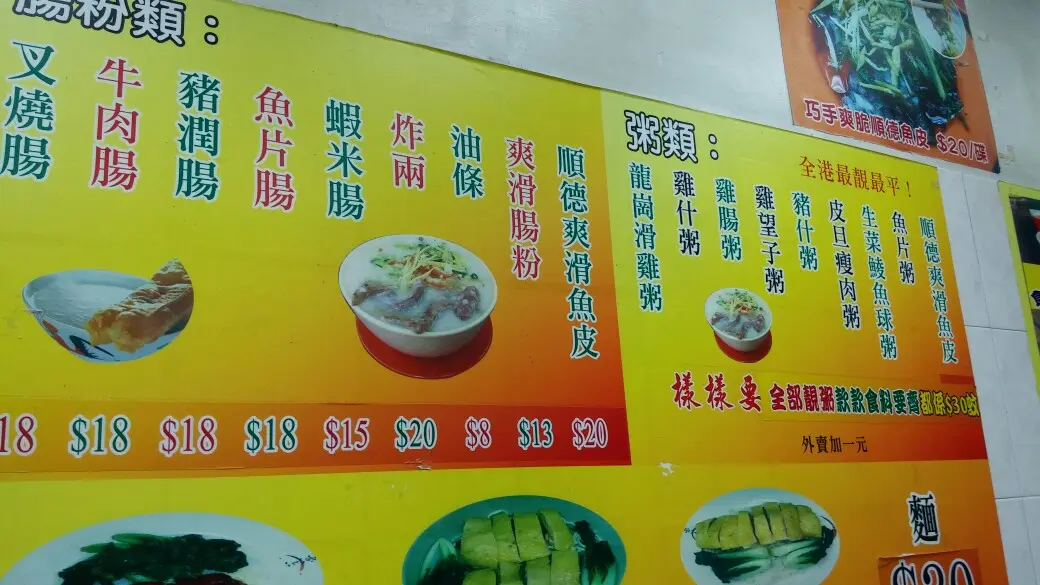 腸粉類：
叉燒腸
牛肉腸
豬潤腸
魚片腸
蝦米腸
炸兩
油條
爽滑腸粉
順德爽滑魚皮
18
$18
$18
$18
$15
$20
$8
$13
$20
巧手爽脆順德魚皮 $20/碟
粥類：
全港最靚最平！
龍崗滑雞粥
雞什粥
雞腸粥
雞望子粥
豬什粥
皮旦瘦肉粥
生菜鯪魚球粥
魚片粥
順德爽滑魚皮
樣樣要 全部靚粥款款食料要齊都係$30蚊
外賣加一元
麵
$20